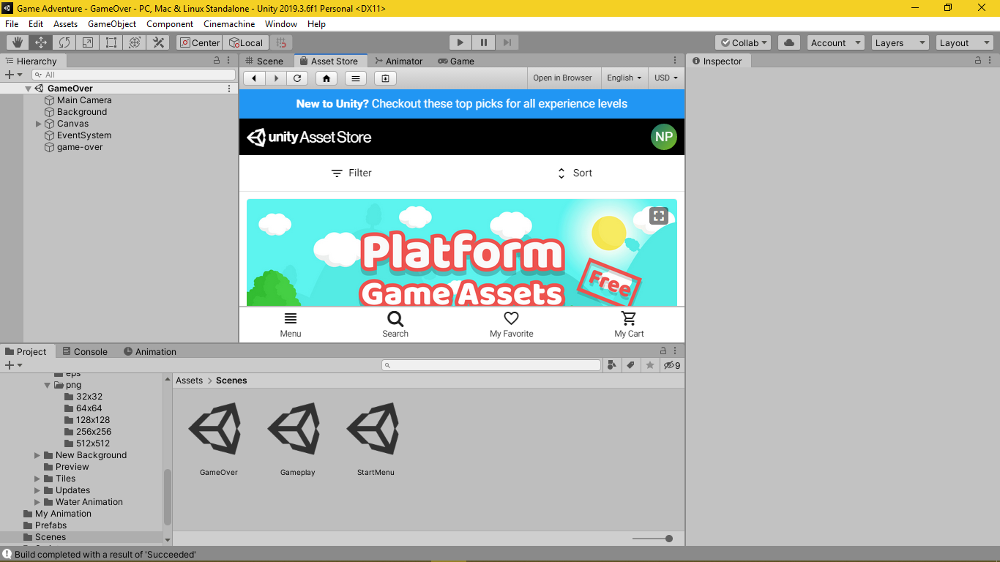 Game Adventure - GameOver - PC, Mac & Linux Standalone - Unity 2019.3.6f1 Personal <DX11>
File Edit Assets GameObject Component Cinemachine Window Help
Center Local Collab Account Layers Layout
Hierarchy
All
GameOver
Main Camera
Background
Canvas
EventSystem
game-over
Scene Asset Store Animator Game
Open in Browser English USD
New to Unity? Checkout these top picks for all experience levels
unity Asset Store NP
Filter Sort
Platform
Game Assets
Free
Menu Search My Favorite My Cart
Inspector
Project Console Animation
9
eps
png
32x32
64x64
128x128
256x256
512x512
New Background
Preview
Tiles
Updates
Water Animation
My Animation
Prefabs
Scenes
Assets > Scenes
GameOver Gameplay StartMenu
Build completed with a result of 'Succeeded'